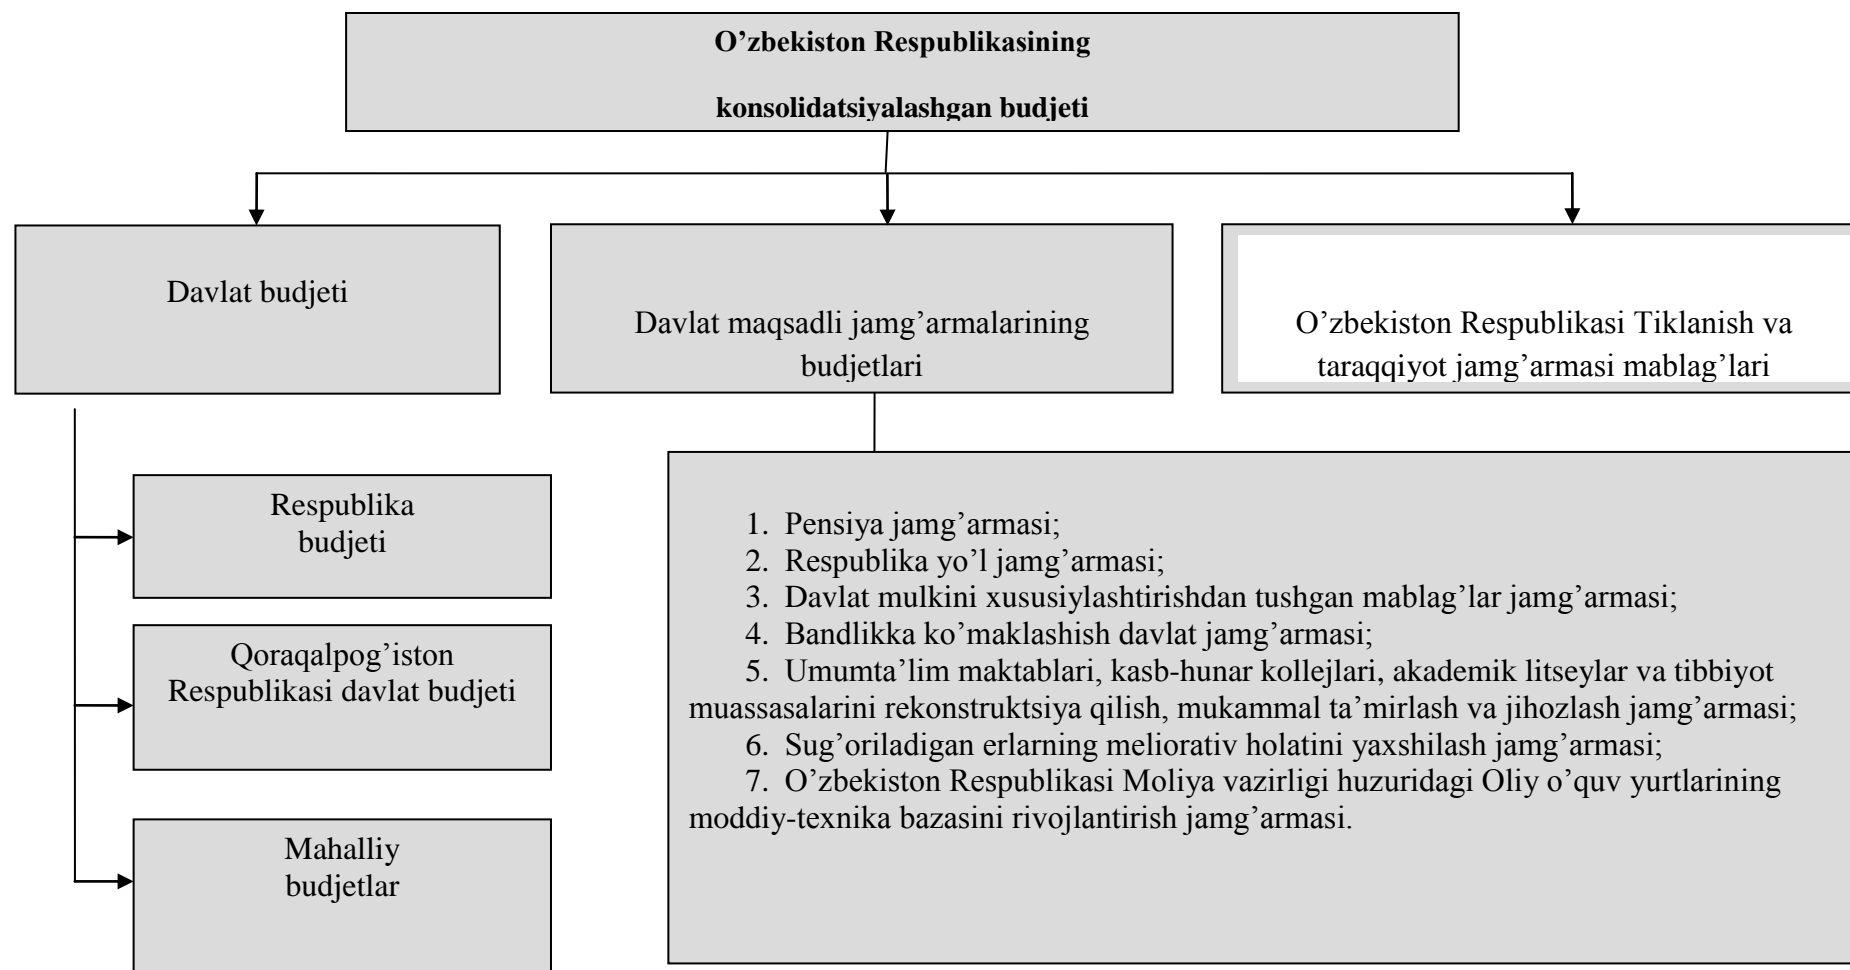 O’zbekiston Respublikasining
konsolidatsiyalashgan budjeti
Davlat budjeti
Davlat maqsadli jamg’armalarining
budjetlari
O’zbekiston Respublikasi Tiklanish va
taraqqiyot jamg’armasi mablag’lari
Respublika
budjeti
Qoraqalpog’iston
Respublikasi davlat budjeti
Mahalliy
budjetlar
1. Pensiya jamg’armasi;
2. Respublika yo’l jamg’armasi;
3. Davlat mulkini xususiylashtirishdan tushgan mablag’lar jamg’armasi;
4. Bandlikka ko’maklashish davlat jamg’armasi;
5. Umumta’lim maktablari, kasb-hunar kollejlari, akademik litseylar va tibbiyot
muassasalarini rekonstruktsiya qilish, mukammal ta’mirlash va jihozlash jamg’armasi;
6. Sug’oriladigan erlarning meliorativ holatini yaxshilash jamg’armasi;
7. O’zbekiston Respublikasi Moliya vazirligi huzuridagi Oliy o’quv yurtlarining
moddiy-texnika bazasini rivojlantirish jamg’armasi.